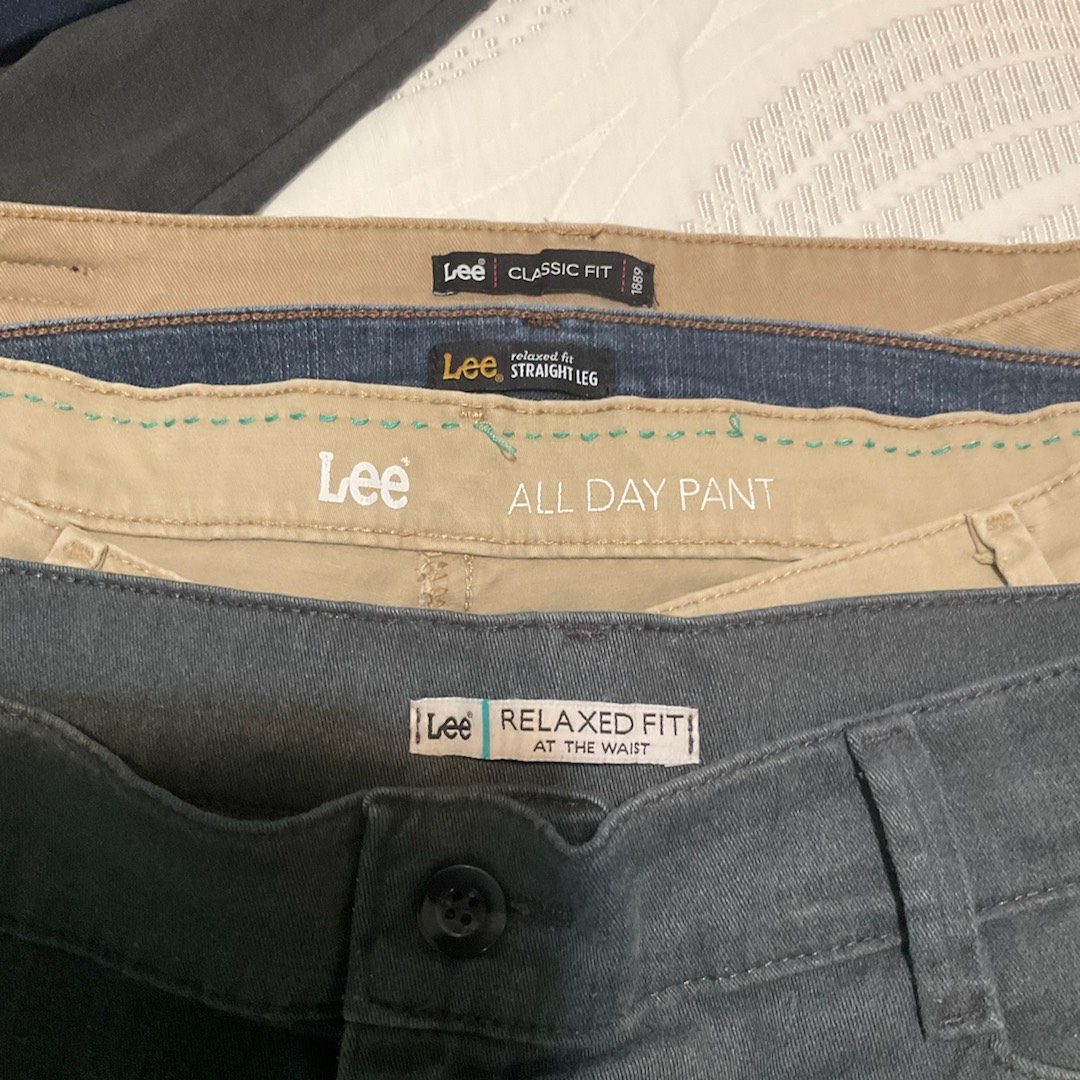 Lee® CLASSIC FIT 1889
Lee® relaxed fit
STRAIGHT LEG
Lee ALL DAY PANT
Lee® RELAXED FIT
AT THE WAIST